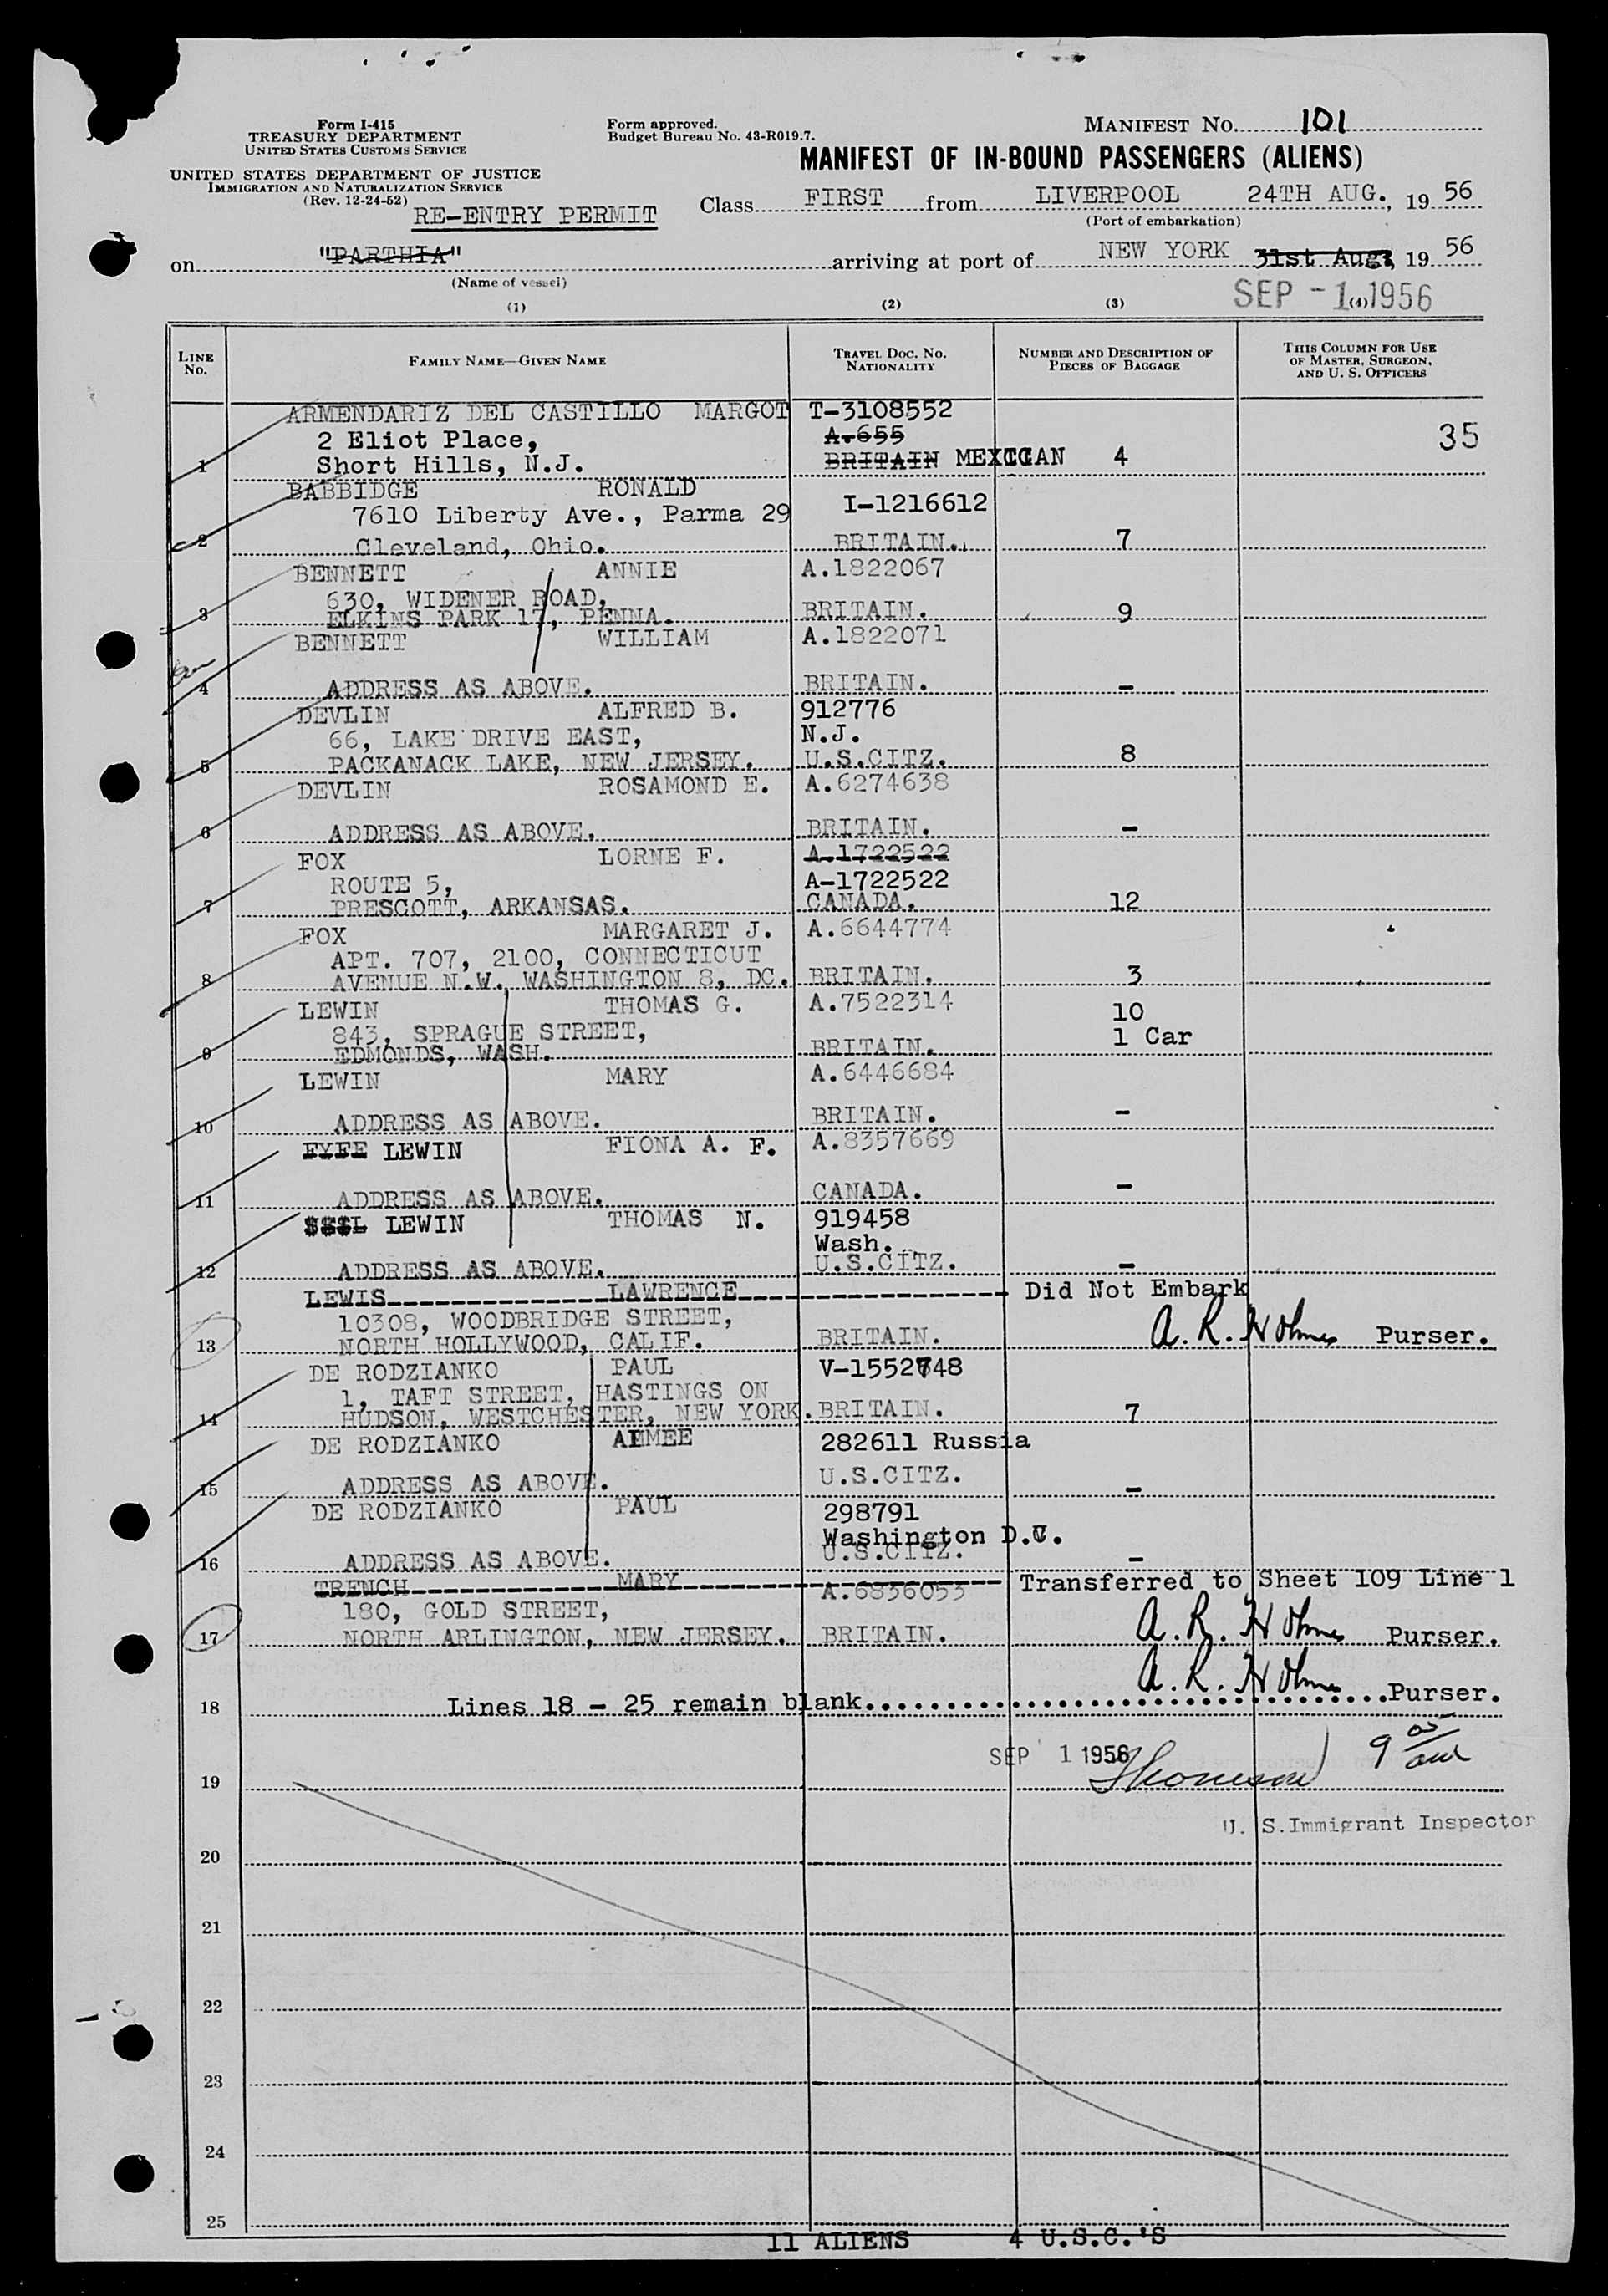 Form I-415
TREASURY DEPARTMENT
UNITED STATES CUSTOMS SERVICE
UNITED STATES DEPARTMENT OF JUSTICE
IMMIGRATION AND NATURALIZATION SERVICE
(Rev. 12-24-52)
RE-ENTRY PERMIT
Form approved.
Budget Bureau No. 43-R019.7.
MANIFEST NO. 101
MANIFEST OF IN-BOUND PASSENGERS (ALIENS)
Class FIRST from LIVERPOOL 24TH AUG., 19 56
(Port of embarkation)
on "PARTHIA" arriving at port of NEW YORK 31st Aug, 19 56
(Name of vessel)
SEP - 1 1956
(1) (2) (3) (4)
LINE NO. FAMILY NAME—GIVEN NAME TRAVEL DOC. NO. NATIONALITY NUMBER AND DESCRIPTION OF PIECES OF BAGGAGE THIS COLUMN FOR USE OF MASTER, SURGEON, AND U. S. OFFICERS
ARMENDARIZ DEL CASTILLO MARGOT T-3108552
2 Eliot Place, A.655 35
1 Short Hills, N.J. BRITAIN MEXICAN 4
BABBIDGE RONALD
7610 Liberty Ave., Parma 29 I-1216612
2 Cleveland, Ohio. BRITAIN. 7
BENNETT ANNIE A.1822067
630, WIDENER ROAD,
3 ELKINS PARK 17, PENNA. BRITAIN. 9
BENNETT WILLIAM A.1822071
4 ADDRESS AS ABOVE. BRITAIN. -
DEVLIN ALFRED B. 912776
66, LAKE DRIVE EAST, N.J.
5 PACKANACK LAKE, NEW JERSEY. U.S.CITZ. 8
DEVLIN ROSAMOND E. A.6274638
6 ADDRESS AS ABOVE. BRITAIN. -
FOX LORNE F. A.1722522
ROUTE 5, A-1722522
7 PRESCOTT, ARKANSAS. CANADA. 12
FOX MARGARET J. A.6644774
APT. 707, 2100, CONNECTICUT
8 AVENUE N.W. WASHINGTON 8, DC. BRITAIN. 3
LEWIN THOMAS G. A.7522314 10
843, SPRAGUE STREET, 1 Car
9 EDMONDS, WASH. BRITAIN.
LEWIN MARY A.6446684
10 ADDRESS AS ABOVE. BRITAIN. -
FYFE LEWIN FIONA A. F. A.8357669
11 ADDRESS AS ABOVE. CANADA. -
LEWIN THOMAS N. 919458
Wash.
12 ADDRESS AS ABOVE. U.S.CITZ. -
LEWIS LAWRENCE Did Not Embark
10308, WOODBRIDGE STREET,
13 NORTH HOLLYWOOD, CALIF. BRITAIN. A. R. Holmes Purser.
DE RODZIANKO PAUL V-1552748
1, TAFT STREET, HASTINGS ON
14 HUDSON, WESTCHESTER, NEW YORK. BRITAIN. 7
DE RODZIANKO AIMEE 282611 Russia
15 ADDRESS AS ABOVE. U.S.CITZ. -
DE RODZIANKO PAUL 298791
Washington D.C.
16 ADDRESS AS ABOVE. U.S.CITZ. -
TRENCH MARY A.6836053 Transferred to Sheet 109 Line 1
180, GOLD STREET,
17 NORTH ARLINGTON, NEW JERSEY. BRITAIN. A. R. Holmes Purser.
18 Lines 18 - 25 remain blank A. R. Holmes Purser.
SEP 1 1956
19
U. S.Immigrant Inspector
20
21
22
23
24
25
11 ALIENS 4 U.S.C.'S